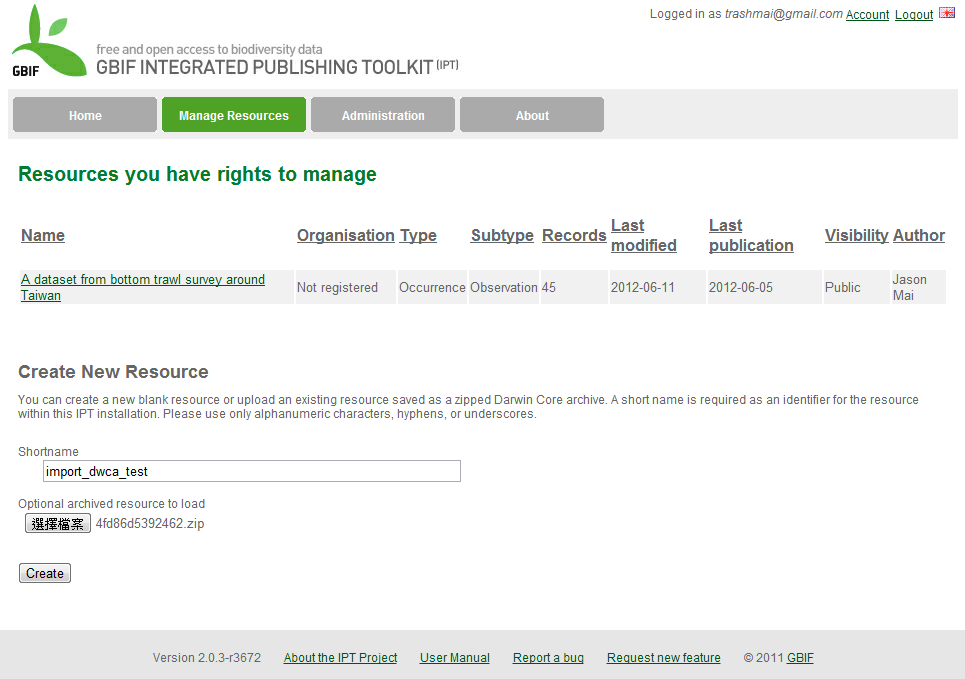 Logged in as trashmai@gmail.com Account Logout
GBIF
free and open access to biodiversity data
GBIF INTEGRATED PUBLISHING TOOLKIT (IPT)
Home Manage Resources Administration About
Resources you have rights to manage
Name Organisation Type Subtype Records Last modified Last publication Visibility Author
A dataset from bottom trawl survey around Taiwan Not registered Occurrence Observation 45 2012-06-11 2012-06-05 Public Jason Mai
Create New Resource
You can create a new blank resource or upload an existing resource saved as a zipped Darwin Core archive. A short name is required as an identifier for the resource
within this IPT installation. Please use only alphanumeric characters, hyphens, or underscores.
Shortname
import_dwca_test
Optional archived resource to load
選擇檔案 4fd86d5392462.zip
Create
Version 2.0.3-r3672 About the IPT Project User Manual Report a bug Request new feature © 2011 GBIF